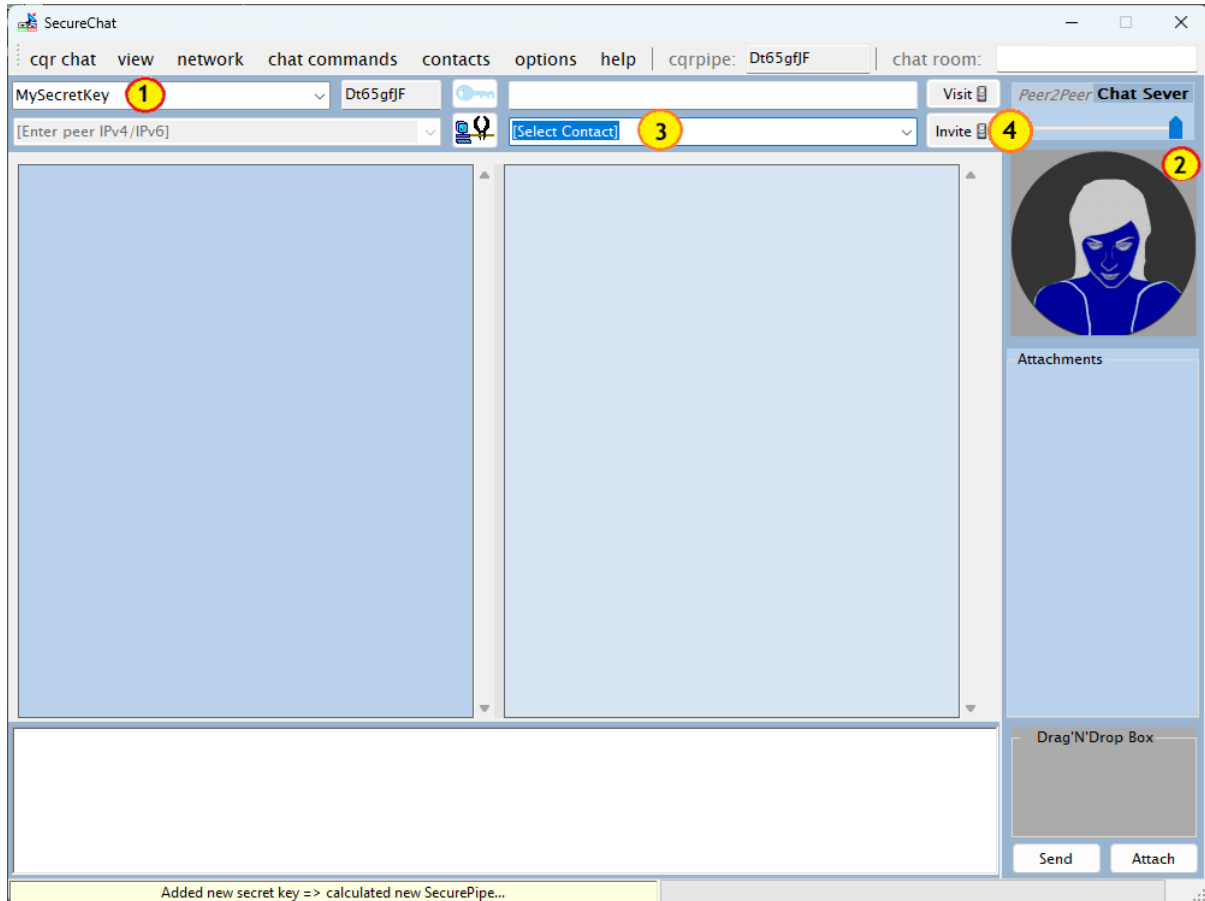 SecureChat
cqr chat view network chat commands contacts options help cqrpipe: Dt65gfJF chat room:
MySecretKey 1 Dt65gfJF Visit Peer2Peer Chat Sever
[Enter peer IPv4/IPv6] [Select Contact] 3 Invite 4
2
Attachments
Drag'N'Drop Box
Send Attach
Added new secret key => calculated new SecurePipe...